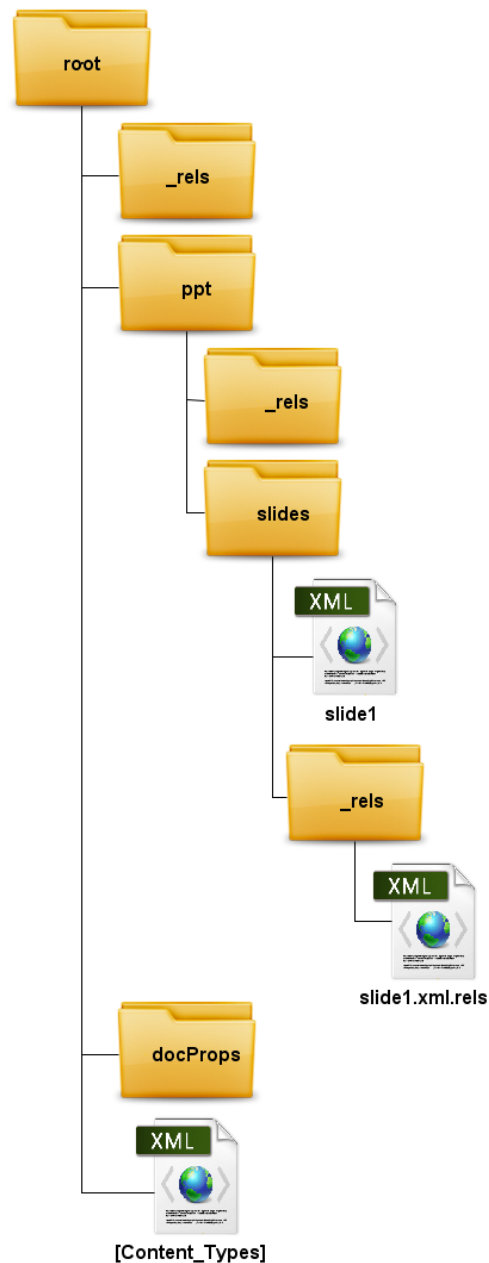 root
_rels
ppt
_rels
slides
XML
slide1
_rels
XML
slide1.xml.rels
docProps
XML
[Content_Types]